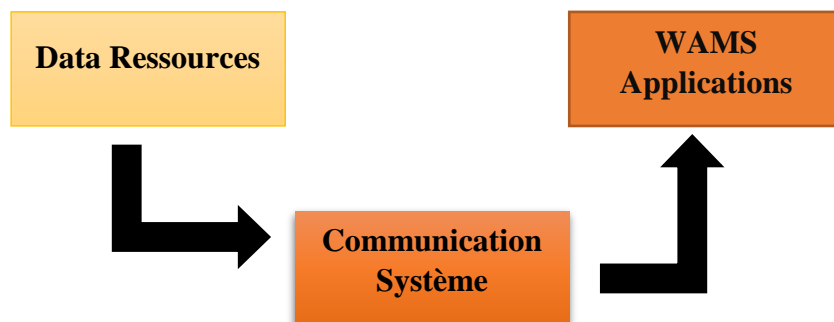 Data Ressources
WAMS
Applications
Communication
Système